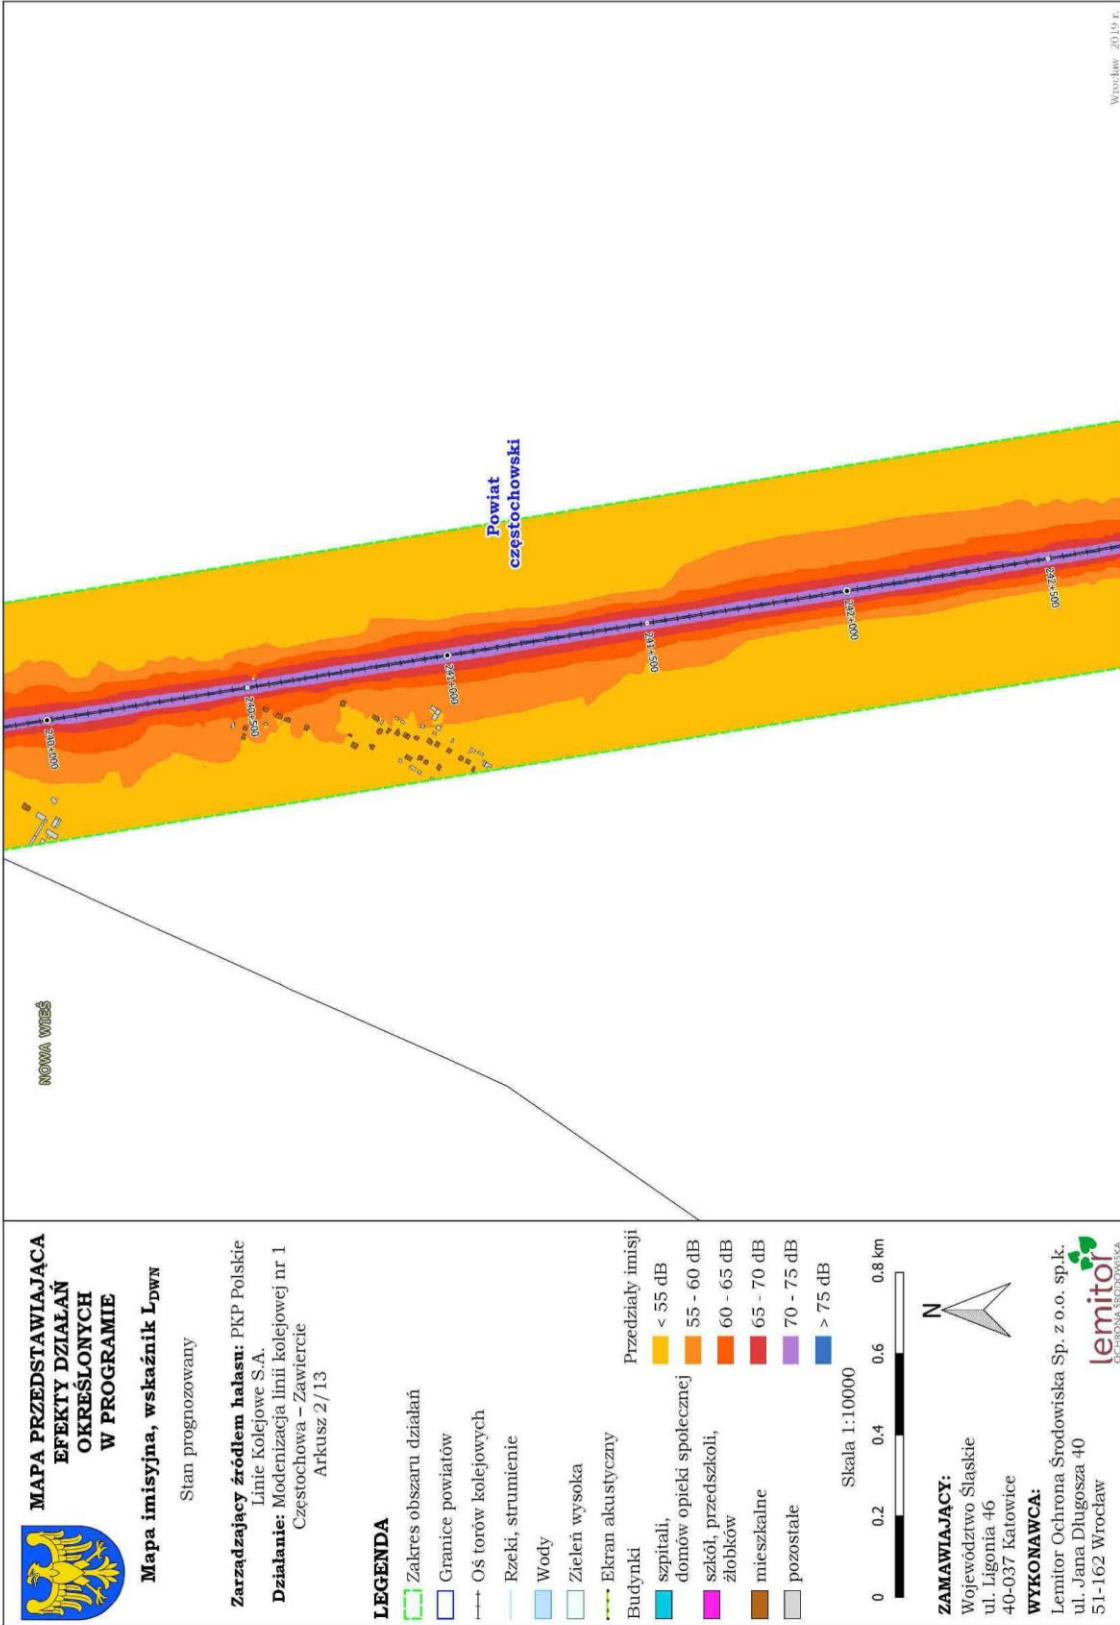 MAPA PRZEDSTAWIAJĄCA
EFEKTY DZIAŁAŃ
OKREŚLONYCH
W PROGRAMIE
Mapa imisyjna, wskaźnik LDWN
Stan prognozowany
Zarządzający źródłem hałasu: PKP Polskie
Linie Kolejowe S.A.
Działanie: Modenizacja linii kolejowej nr 1
Częstochowa – Zawiercie
Arkusz 2/13
LEGENDA
Zakres obszaru działań
Granice powiatów
Oś torów kolejowych
Rzeki, strumienie
Wody
Zieleń wysoka
Ekran akustyczny
Budynki
szpitali,
domów opieki społecznej
szkół, przedszkoli,
żłobków
mieszkalne
pozostałe
Przedziały imisji
< 55 dB
55 - 60 dB
60 - 65 dB
65 - 70 dB
70 - 75 dB
> 75 dB
Skala 1:10000
0 0.2 0.4 0.6 0.8 km
N
ZAMAWIAJĄCY:
Województwo Śląskie
ul. Ligonia 46
40-037 Katowice
WYKONAWCA:
Lemitor Ochrona Środowiska Sp. z o.o. sp.k.
ul. Jana Długosza 40
51-162 Wrocław
lemitor
OCHRONA ŚRODOWISKA
NOWA WIEŚ
Powiat
częstochowski
240+000
240+500
241+000
241+500
242+000
242+500
Wrocław 2019 r.